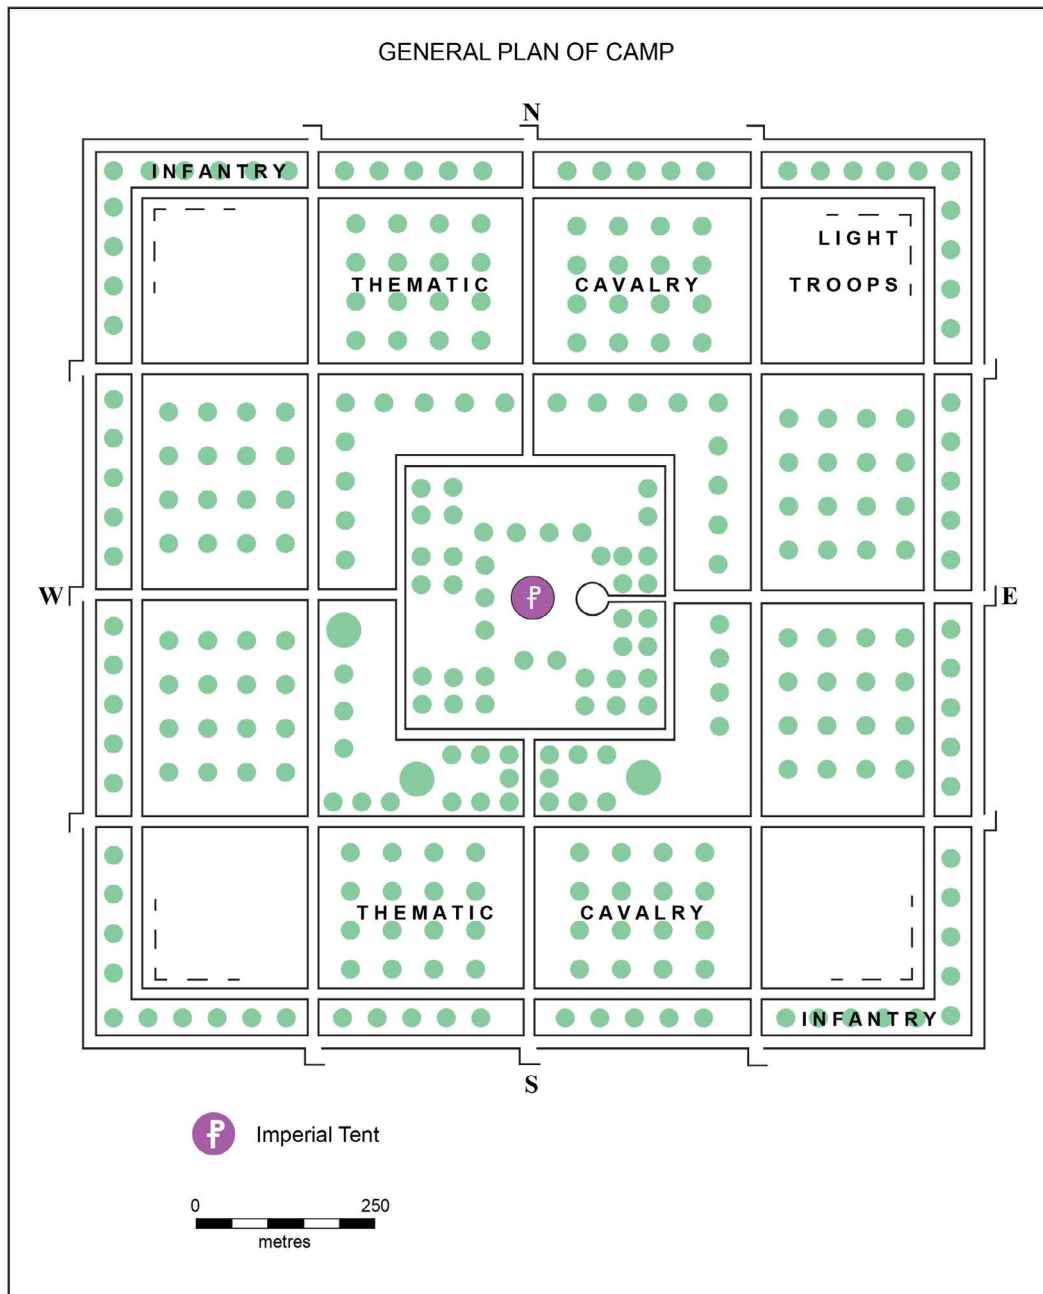 GENERAL PLAN OF CAMP
N
INFANTRY
LIGHT
THEMATIC CAVALRY TROOPS
W E
THEMATIC CAVALRY
INFANTRY
S
Imperial Tent
0 250
metres